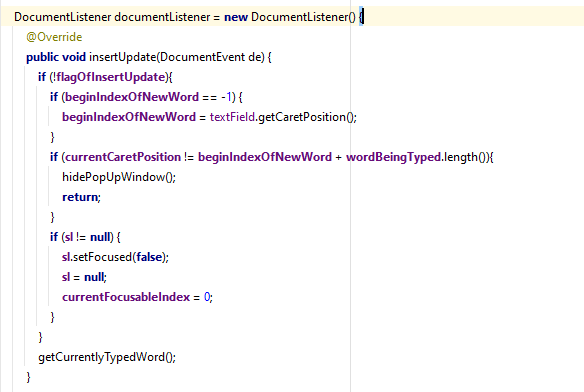 DocumentListener documentListener = new DocumentListener() {
@Override
public void insertUpdate(DocumentEvent de) {
if (!flagOfInsertUpdate){
if (beginIndexOfNewWord == -1) {
beginIndexOfNewWord = textField.getCaretPosition();
}
if (currentCaretPosition != beginIndexOfNewWord + wordBeingTyped.length()){
hidePopUpWindow();
return;
}
if (sl != null) {
sl.setFocused(false);
sl = null;
currentFocusableIndex = 0;
}
}
getCurrentlyTypedWord();
}